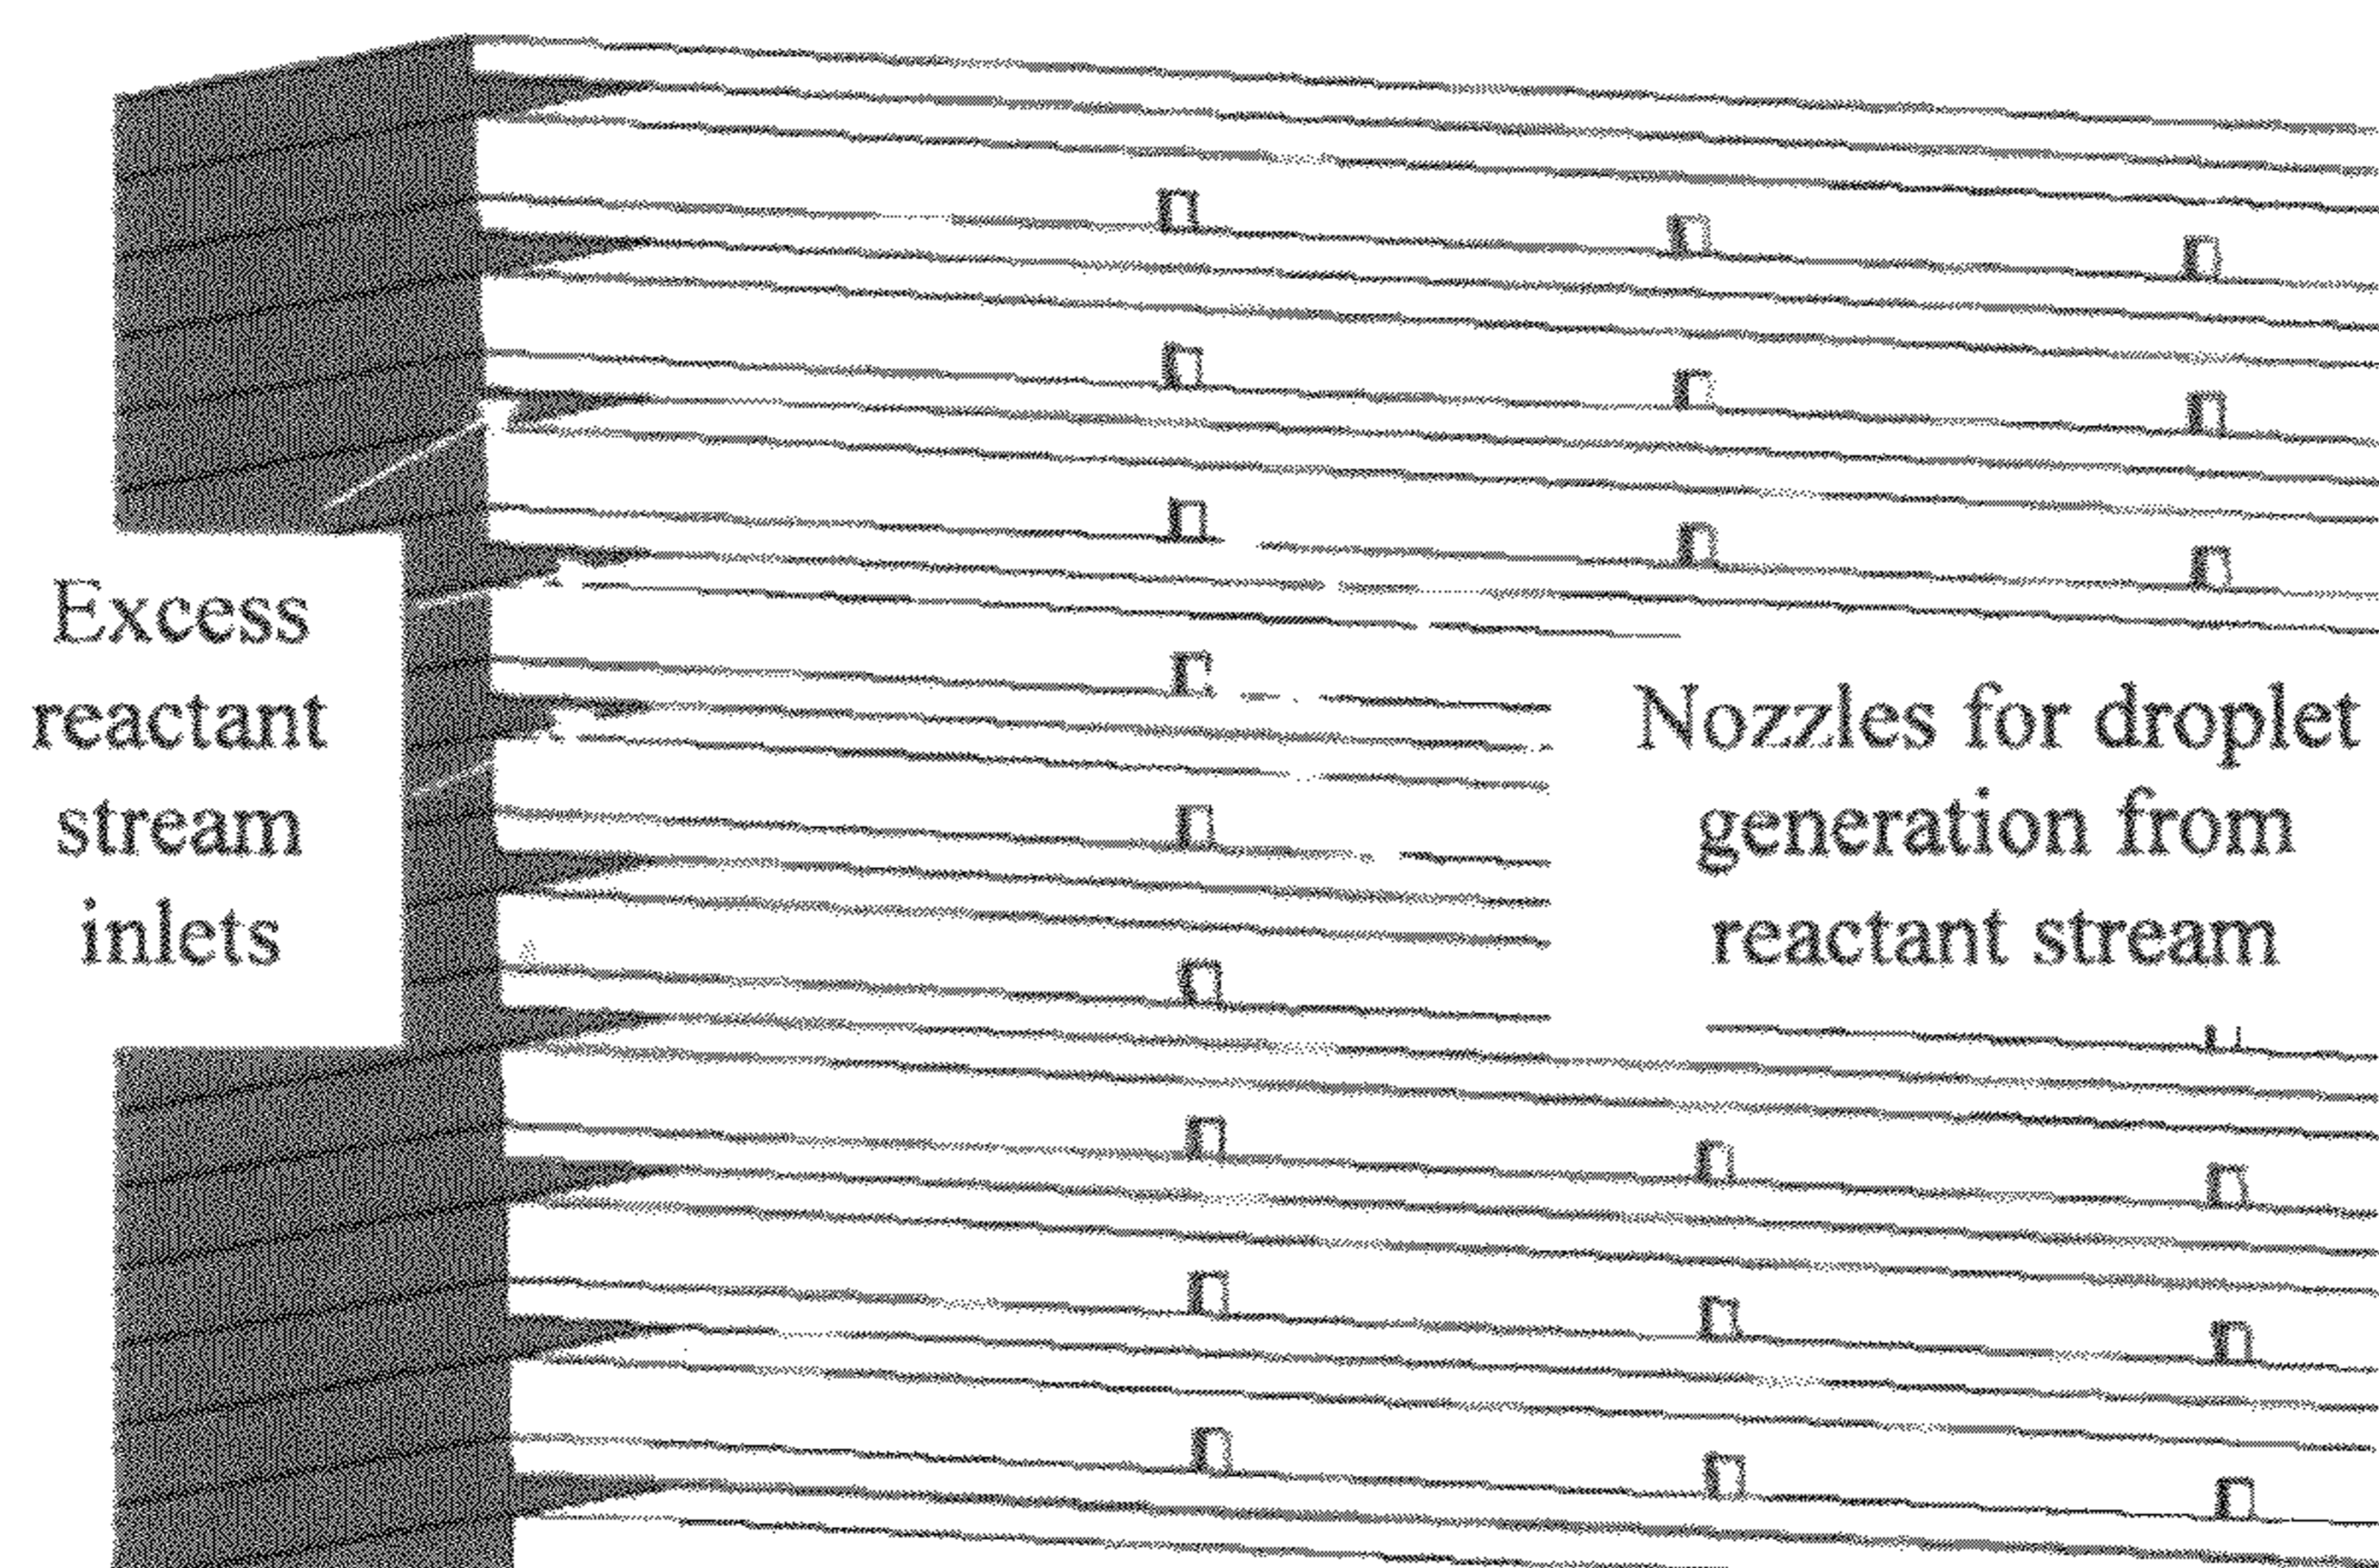 Excess
reactant
stream
inlets
Nozzles for droplet
generation from
reactant stream